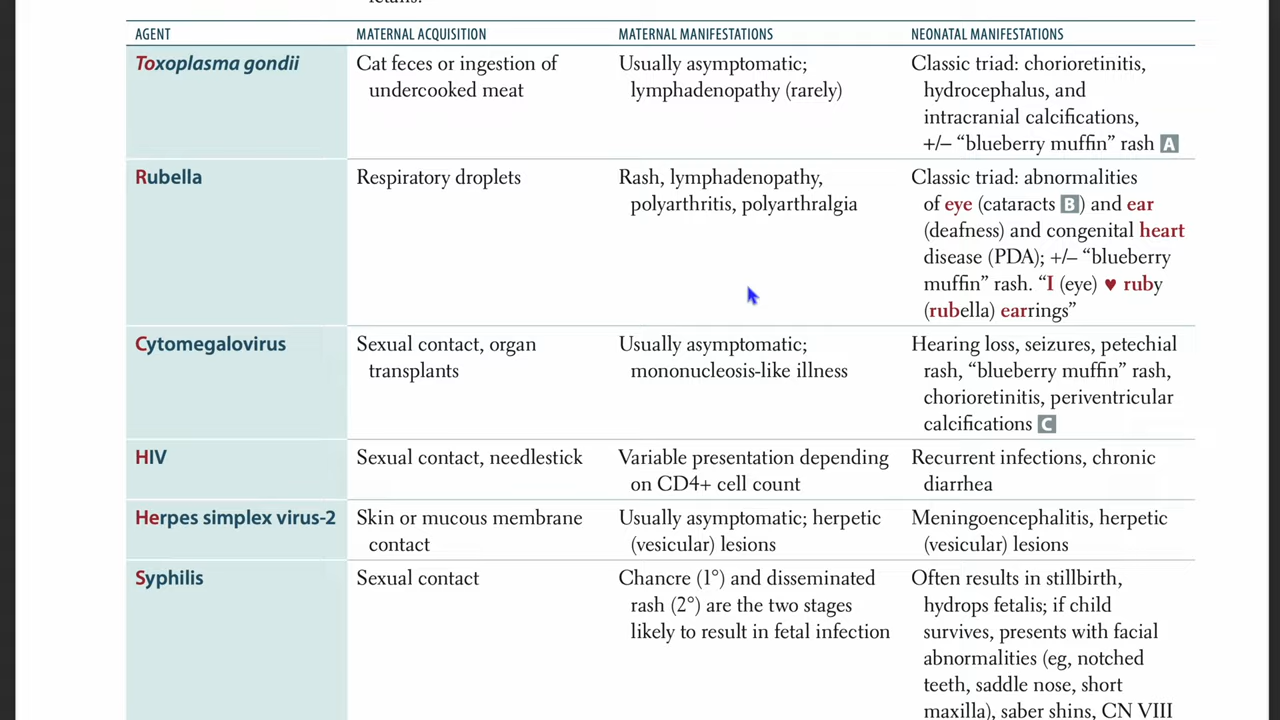 fetalis.
AGENT MATERNAL ACQUISITION MATERNAL MANIFESTATIONS NEONATAL MANIFESTATIONS
Toxoplasma gondii
Cat feces or ingestion of
undercooked meat
Usually asymptomatic;
lymphadenopathy (rarely)
Classic triad: chorioretinitis,
hydrocephalus, and
intracranial calcifications,
+/– “blueberry muffin” rash A
Rubella
Respiratory droplets
Rash, lymphadenopathy,
polyarthritis, polyarthralgia
Classic triad: abnormalities
of eye (cataracts B) and ear
(deafness) and congenital heart
disease (PDA); +/– “blueberry
muffin” rash. “I (eye) ♥ ruby
(rubella) earrings”
Cytomegalovirus
Sexual contact, organ
transplants
Usually asymptomatic;
mononucleosis-like illness
Hearing loss, seizures, petechial
rash, “blueberry muffin” rash,
chorioretinitis, periventricular
calcifications C
HIV
Sexual contact, needlestick
Variable presentation depending
on CD4+ cell count
Recurrent infections, chronic
diarrhea
Herpes simplex virus-2
Skin or mucous membrane
contact
Usually asymptomatic; herpetic
(vesicular) lesions
Meningoencephalitis, herpetic
(vesicular) lesions
Syphilis
Sexual contact
Chancre (1°) and disseminated
rash (2°) are the two stages
likely to result in fetal infection
Often results in stillbirth,
hydrops fetalis; if child
survives, presents with facial
abnormalities (eg, notched
teeth, saddle nose, short
maxilla), saber shins, CN VIII